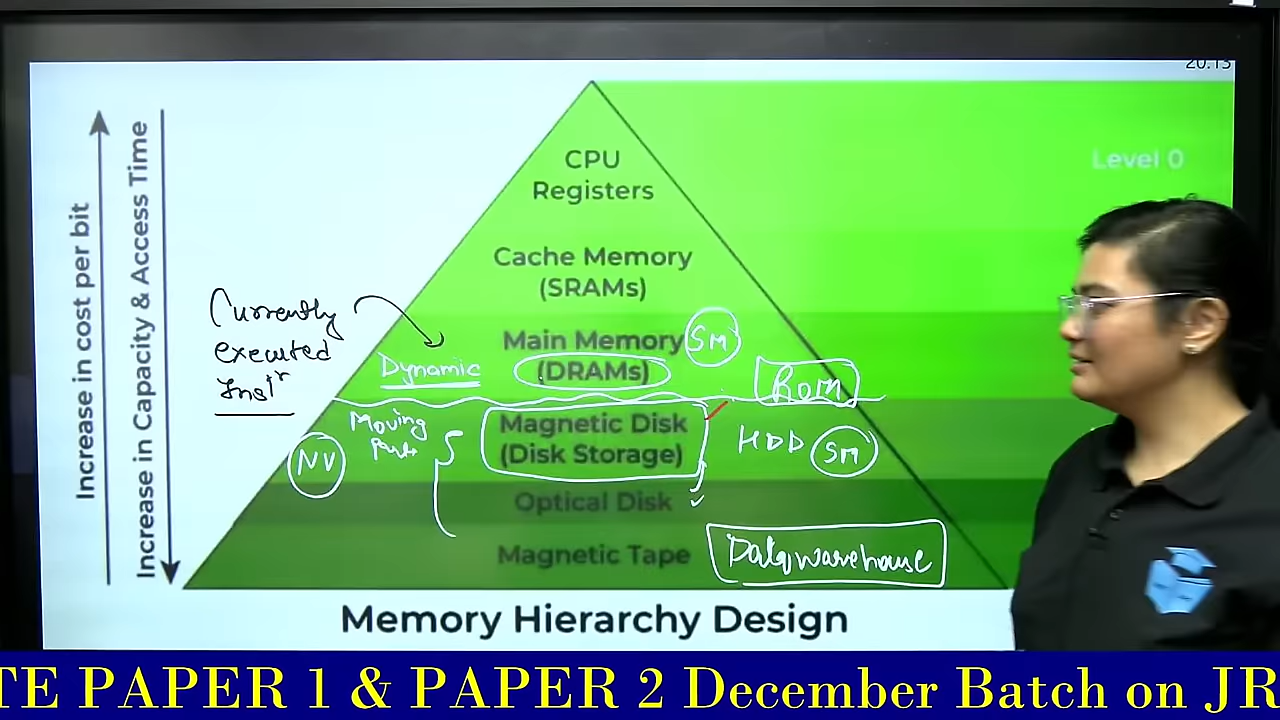 20:13
CPU
Registers
Level 0
Cache Memory
(SRAMs)
Main Memory
(DRAMs)
SM
Dynamic
ROM
Currently
executed
Instr
Magnetic Disk
(Disk Storage)
Moving
Parts
NV
HDD SM
Optical Disk
Magnetic Tape
Datawarehouse
Increase in cost per bit
Increase in Capacity & Access Time
Memory Hierarchy Design
TE PAPER 1 & PAPER 2 December Batch on JR